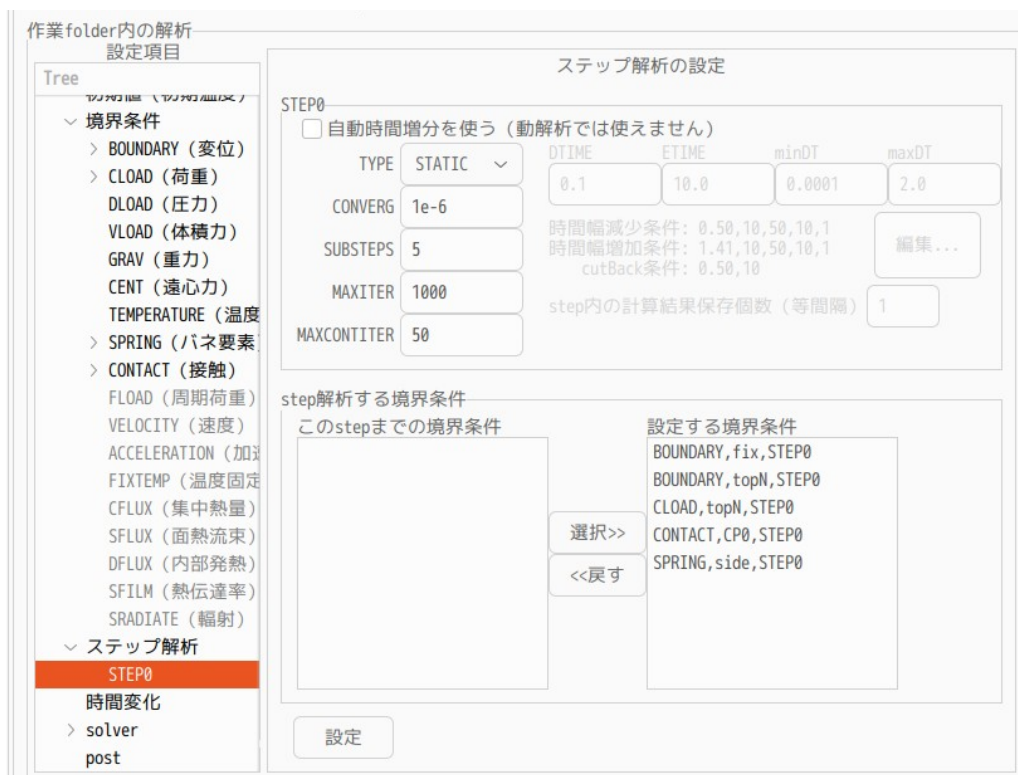 作業folder内の解析
設定項目
Tree
初期値（初期温度）
境界条件
BOUNDARY（変位）
CLOAD（荷重）
DLOAD（圧力）
VLOAD（体積力）
GRAV（重力）
CENT（遠心力）
TEMPERATURE（温度
SPRING（バネ要素
CONTACT（接触）
FLOAD（周期荷重）
VELOCITY（速度）
ACCELERATION（加速
FIXTEMP（温度固定
CFLUX（集中熱量）
SFLUX（面熱流束）
DFLUX（内部発熱）
SFILM（熱伝達率）
SRADIATE（輻射）
ステップ解析
STEP0
時間変化
solver
post
ステップ解析の設定
STEP0
自動時間増分を使う（動解析では使えません）
TYPE STATIC
CONVERG 1e-6
SUBSTEPS 5
MAXITER 1000
MAXCONTITER 50
DTIME ETIME minDT maxDT
0.1 10.0 0.0001 2.0
時間幅減少条件: 0.50,10,50,10,1
時間幅増加条件: 1.41,10,50,10,1
cutBack条件: 0.50,10
編集...
step内の計算結果保存個数（等間隔） 1
step解析する境界条件
このstepまでの境界条件
選択>>
<<戻す
設定する境界条件
BOUNDARY,fix,STEP0
BOUNDARY,topN,STEP0
CLOAD,topN,STEP0
CONTACT,CP0,STEP0
SPRING,side,STEP0
設定